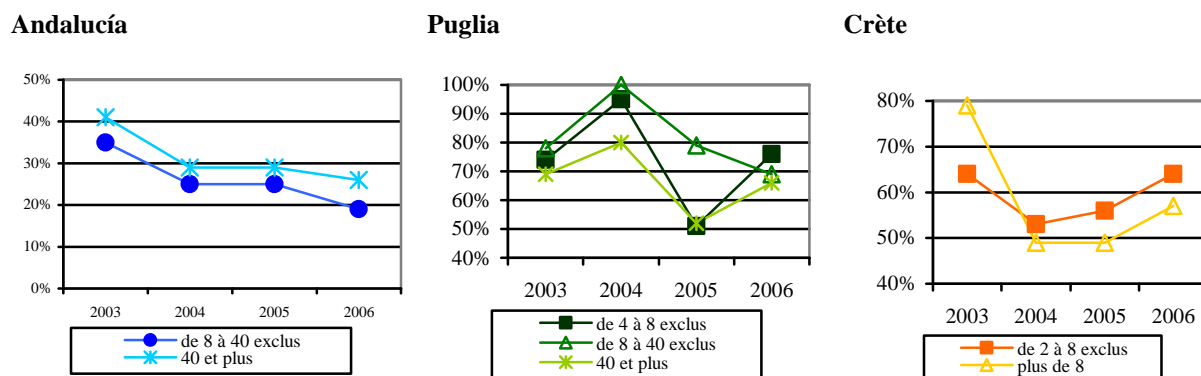 Andalucía
Puglia
Crète
50%
40%
30%
20%
10%
0%
2003 2004 2005 2006
de 8 à 40 exclus
40 et plus
100%
90%
80%
70%
60%
50%
40%
2003 2004 2005 2006
de 4 à 8 exclus
de 8 à 40 exclus
40 et plus
80%
70%
60%
50%
40%
2003 2004 2005 2006
de 2 à 8 exclus
plus de 8